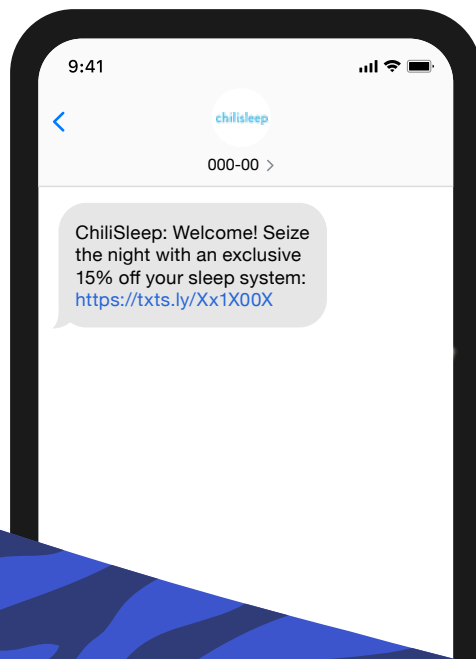 9:41
chilisleep
000-00 >
ChiliSleep: Welcome! Seize
the night with an exclusive
15% off your sleep system:
https://txts.ly/Xx1X00X